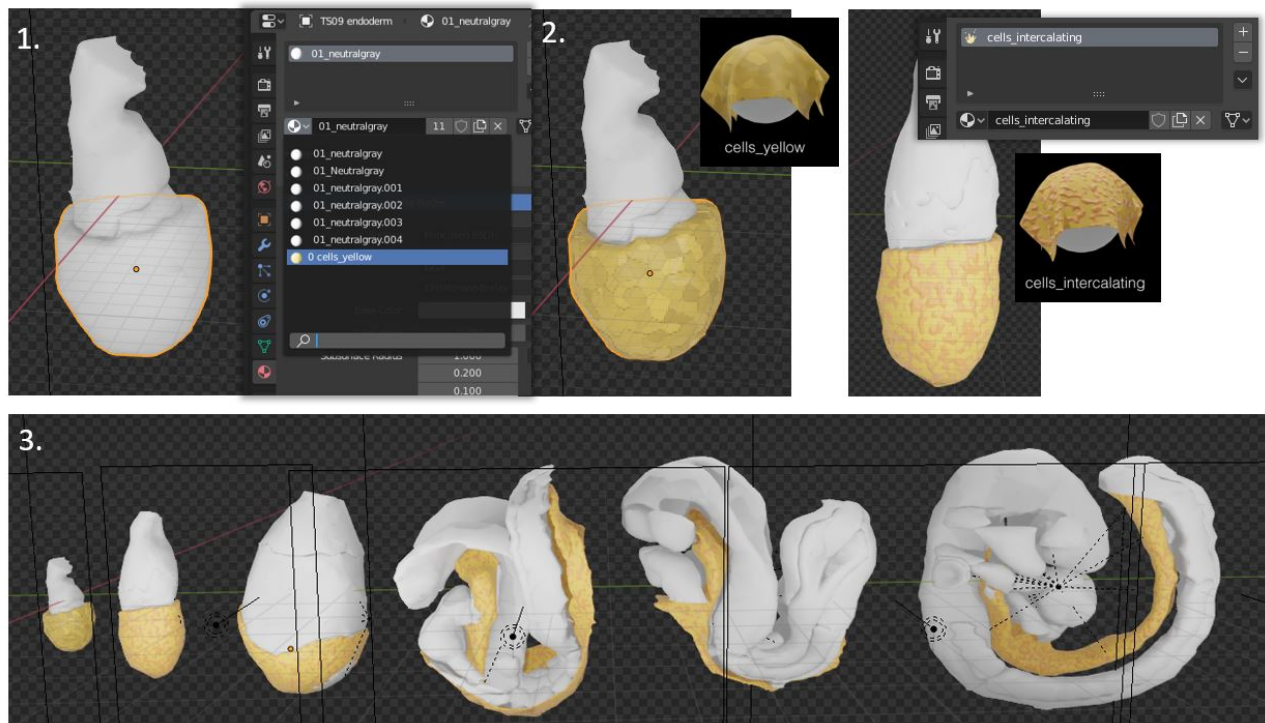 1.
TS09 endoderm
01_neutralgray
01_neutralgray
01_neutralgray
11
01_neutralgray
01_Neutralgray
01_neutralgray.001
01_neutralgray.002
01_neutralgray.003
01_neutralgray.004
0 cells_yellow
Subsurface Radius
1.000
0.200
0.100
2.
cells_yellow
cells_intercalating
cells_intercalating
cells_intercalating
3.